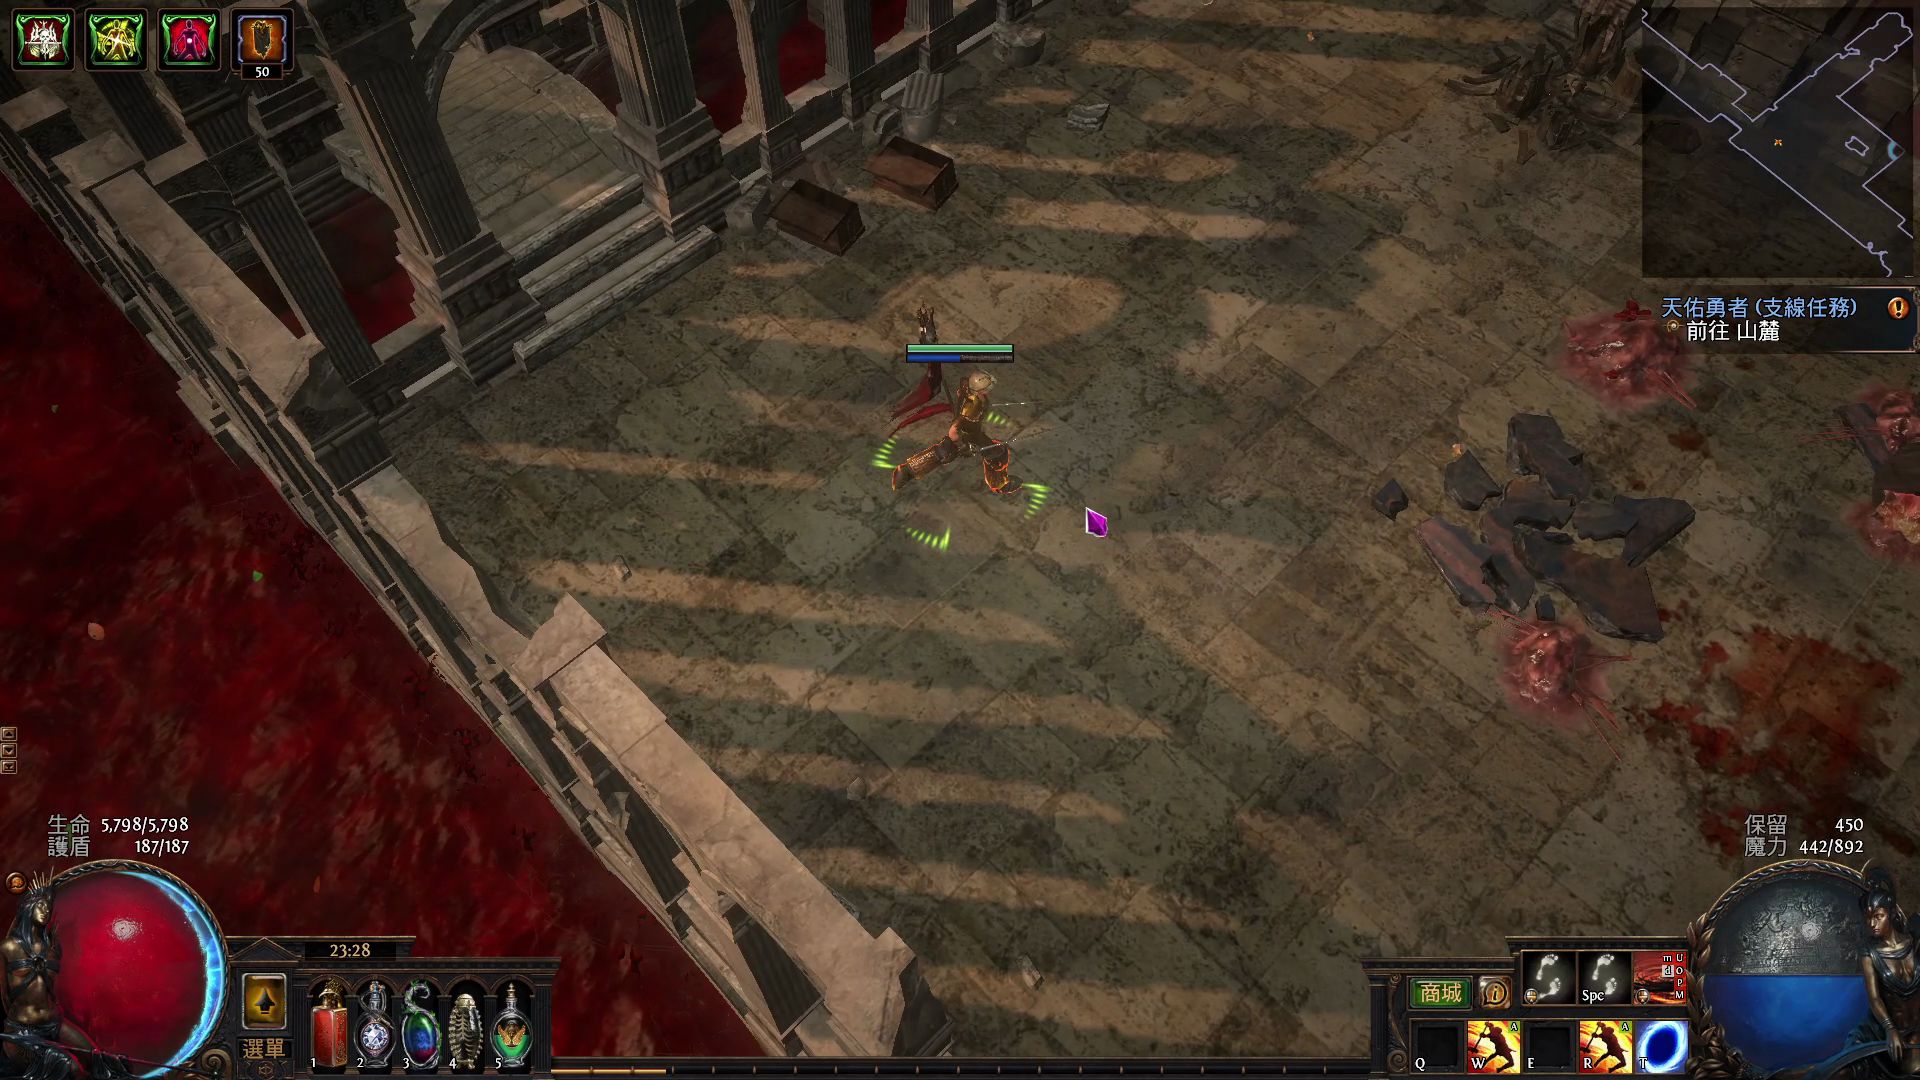 50
天佑勇者 (支線任務)
前往 山麓
生命 5,798/5,798
護盾 187/187
保留 450
魔力 442/892
23:28
選單
1 2 3 4 5
商城
Spc
m U
d O
P
M
Q W A E R A T